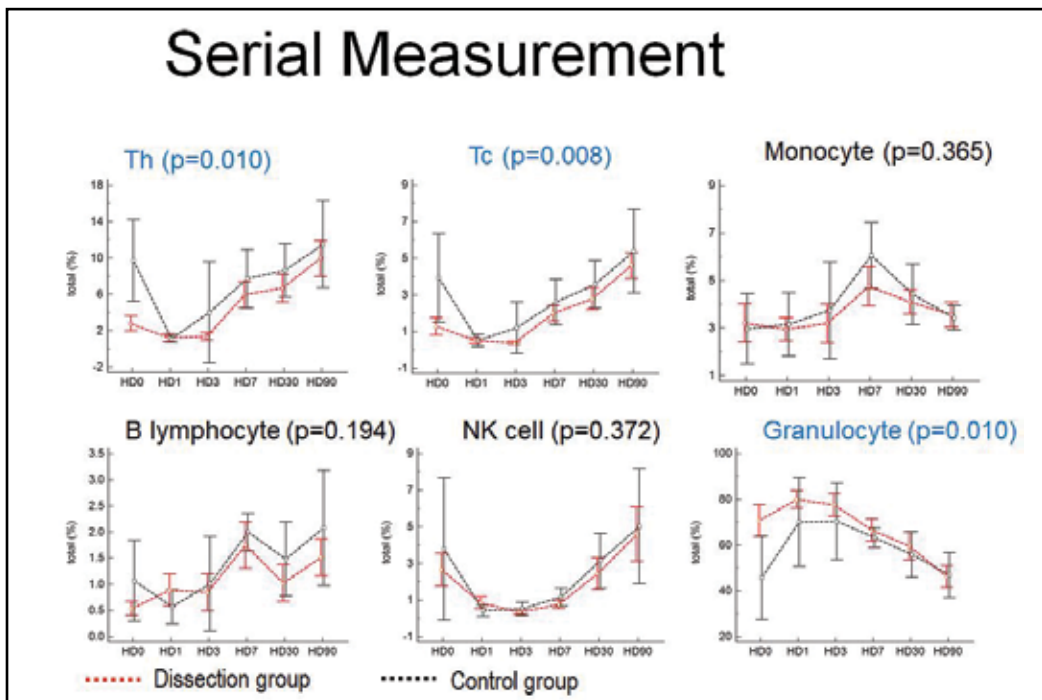 Serial Measurement
Th (p=0.010)
total (%)
18
14
10
6
2
-2
HD0 HD1 HD3 HD7 HD30 HD90
Tc (p=0.008)
total (%)
9
7
5
3
1
-1
HD0 HD1 HD3 HD7 HD30 HD90
Monocyte (p=0.365)
total (%)
9
7
5
3
1
HD0 HD1 HD3 HD7 HD30 HD90
B lymphocyte (p=0.194)
total (%)
3.5
3.0
2.5
2.0
1.5
1.0
0.5
0.0
HD0 HD1 HD3 HD7 HD30 HD90
NK cell (p=0.372)
total (%)
9
7
5
3
1
-1
HD0 HD1 HD3 HD7 HD30 HD90
Granulocyte (p=0.010)
total (%)
100
80
60
40
20
HD0 HD1 HD3 HD7 HD30 HD90
Dissection group
Control group